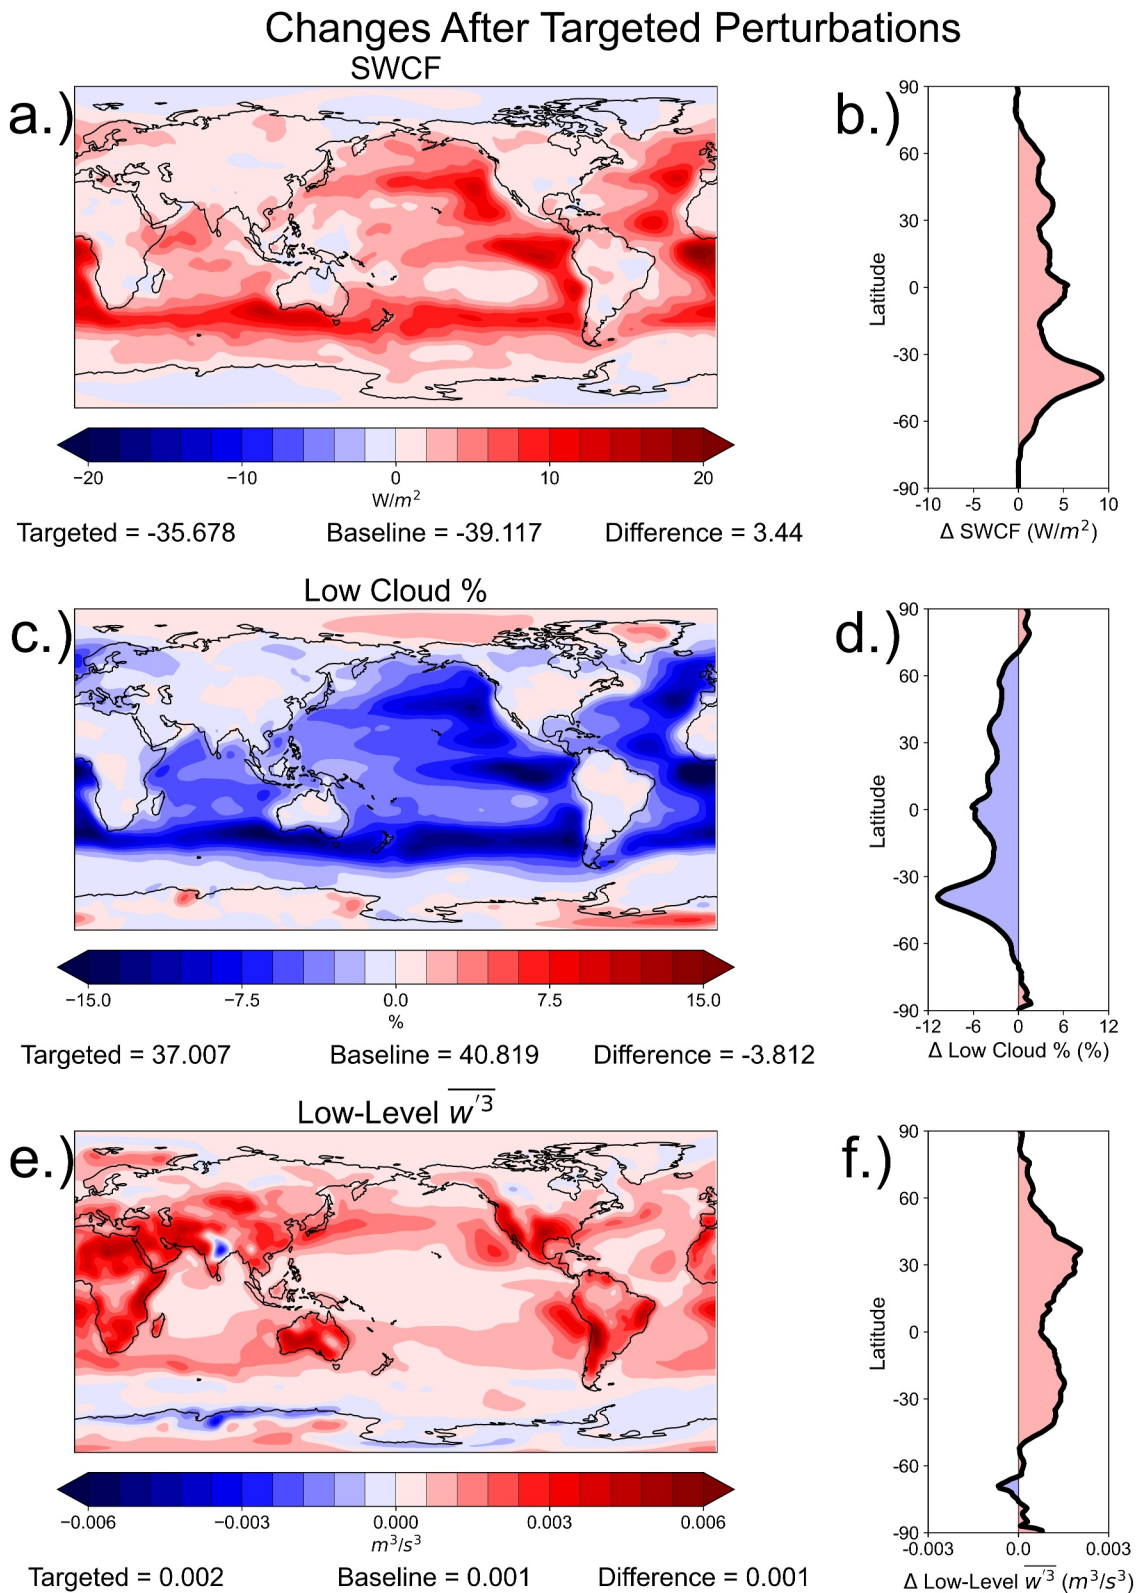 Changes After Targeted Perturbations
SWCF
a.)
b.)
90
60
30
0
-30
-60
-90
Latitude
-10 -5 0 5 10
Δ SWCF (W/m²)
−20 −10 0 10 20
W/m²
Targeted = -35.678 Baseline = -39.117 Difference = 3.44
Low Cloud %
c.)
d.)
90
60
30
0
-30
-60
-90
Latitude
-12 -6 0 6 12
Δ Low Cloud % (%)
−15.0 −7.5 0.0 7.5 15.0
%
Targeted = 37.007 Baseline = 40.819 Difference = -3.812
Low-Level w'³
e.)
f.)
90
60
30
0
-30
-60
-90
Latitude
-0.003 0.0 0.003
Δ Low-Level w'³ (m³/s³)
−0.006 −0.003 0.000 0.003 0.006
m³/s³
Targeted = 0.002 Baseline = 0.001 Difference = 0.001